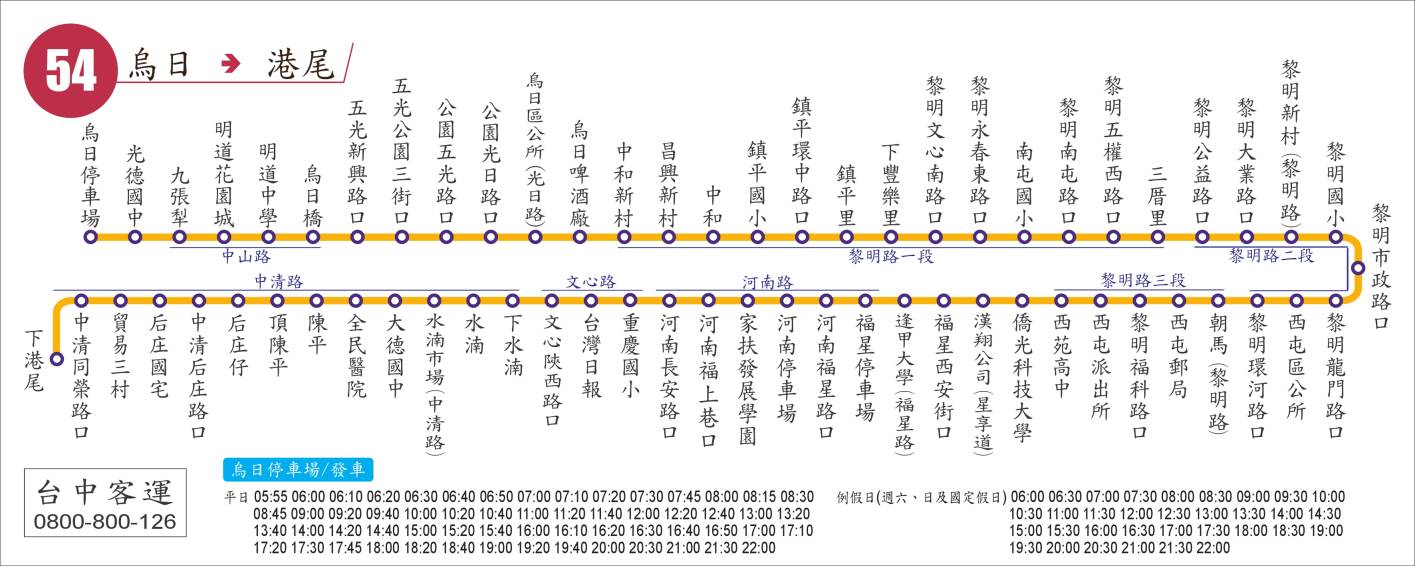 54
烏日 → 港尾
烏日停車場
光德國中
九張犁
明道花園城
明道中學
烏日橋
五光新興路口
五光公園三街口
公園五光路口
公園光日路口
烏日區公所(光日路)
烏日啤酒廠
中和新村
昌興新村
中和
鎮平國小
鎮平環中路口
鎮平里
下豐樂里
黎明文心南路口
黎明永春東路口
南屯國小
黎明南屯路口
黎明五權西路口
三厝里
黎明公益路口
黎明大業路口
黎明新村(黎明路)
黎明國小
黎明市政路口
中山路
黎明路一段
黎明路二段
中清路
文心路
河南路
黎明路三段
下港尾
中清同榮路口
貿易三村
后庄國宅
中清后庄路口
后庄仔
頂陳平
陳平
全民醫院
大德國中
水湳市場(中清路)
水湳
下水湳
文心陝西路口
台灣日報
重慶國小
河南長安路口
河南福上巷口
家扶發展學園
河南停車場
河南福星路口
福星停車場
逢甲大學(福星路)
福星西安街口
漢翔公司(星享道)
僑光科技大學
西苑高中
西屯派出所
黎明福科路口
西屯郵局
朝馬(黎明路)
黎明環河路口
西屯區公所
黎明龍門路口
台中客運
0800-800-126
烏日停車場/發車
平日 05:55 06:00 06:10 06:20 06:30 06:40 06:50 07:00 07:10 07:20 07:30 07:45 08:00 08:15 08:30
08:45 09:00 09:20 09:40 10:00 10:20 10:40 11:00 11:20 11:40 12:00 12:20 12:40 13:00 13:20
13:40 14:00 14:20 14:40 15:00 15:20 15:40 16:00 16:10 16:20 16:30 16:40 16:50 17:00 17:10
17:20 17:30 17:45 18:00 18:20 18:40 19:00 19:20 19:40 20:00 20:30 21:00 21:30 22:00
例假日(週六、日及國定假日) 06:00 06:30 07:00 07:30 08:00 08:30 09:00 09:30 10:00
10:30 11:00 11:30 12:00 12:30 13:00 13:30 14:00 14:30
15:00 15:30 16:00 16:30 17:00 17:30 18:00 18:30 19:00
19:30 20:00 20:30 21:00 21:30 22:00